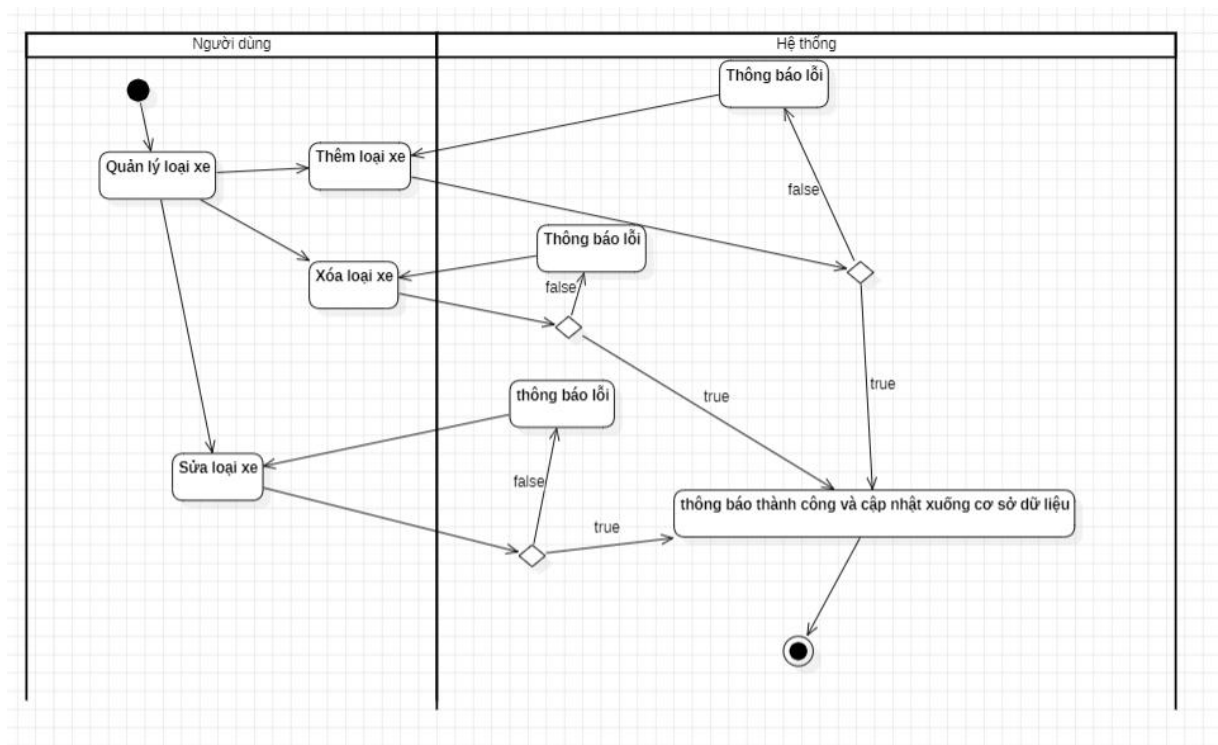 Người dùng
Hệ thống
Thông báo lỗi
Quản lý loại xe
Thêm loại xe
false
Thông báo lỗi
Xóa loại xe
false
true
true
thông báo lỗi
Sửa loại xe
false
thông báo thành công và cập nhật xuống cơ sở dữ liệu
true